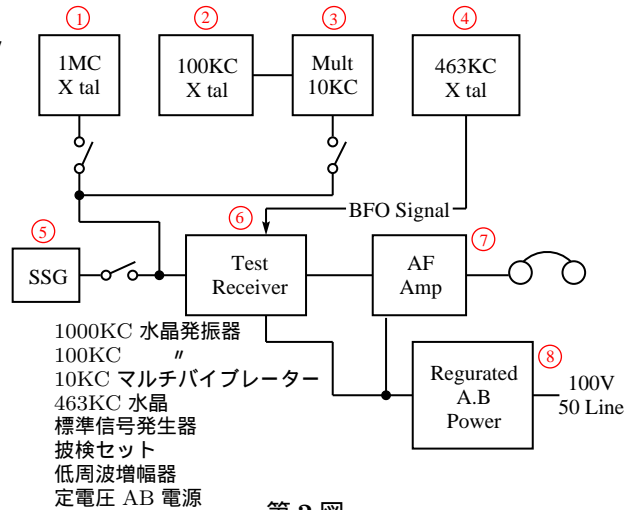 ① ② ③ ④
1MC
X tal
100KC
X tal
Mult
10KC
463KC
X tal
BFO Signal
⑤ ⑥ ⑦
SSG
Test
Receiver
AF
Amp
1000KC 水晶発振器
100KC 〃
10KC マルチバイブレーター
463KC 水晶
標準信号発生器
披検セット
低周波増幅器
定電圧 AB 電源
⑧
Regurated
A.B
Power
100V
50 Line